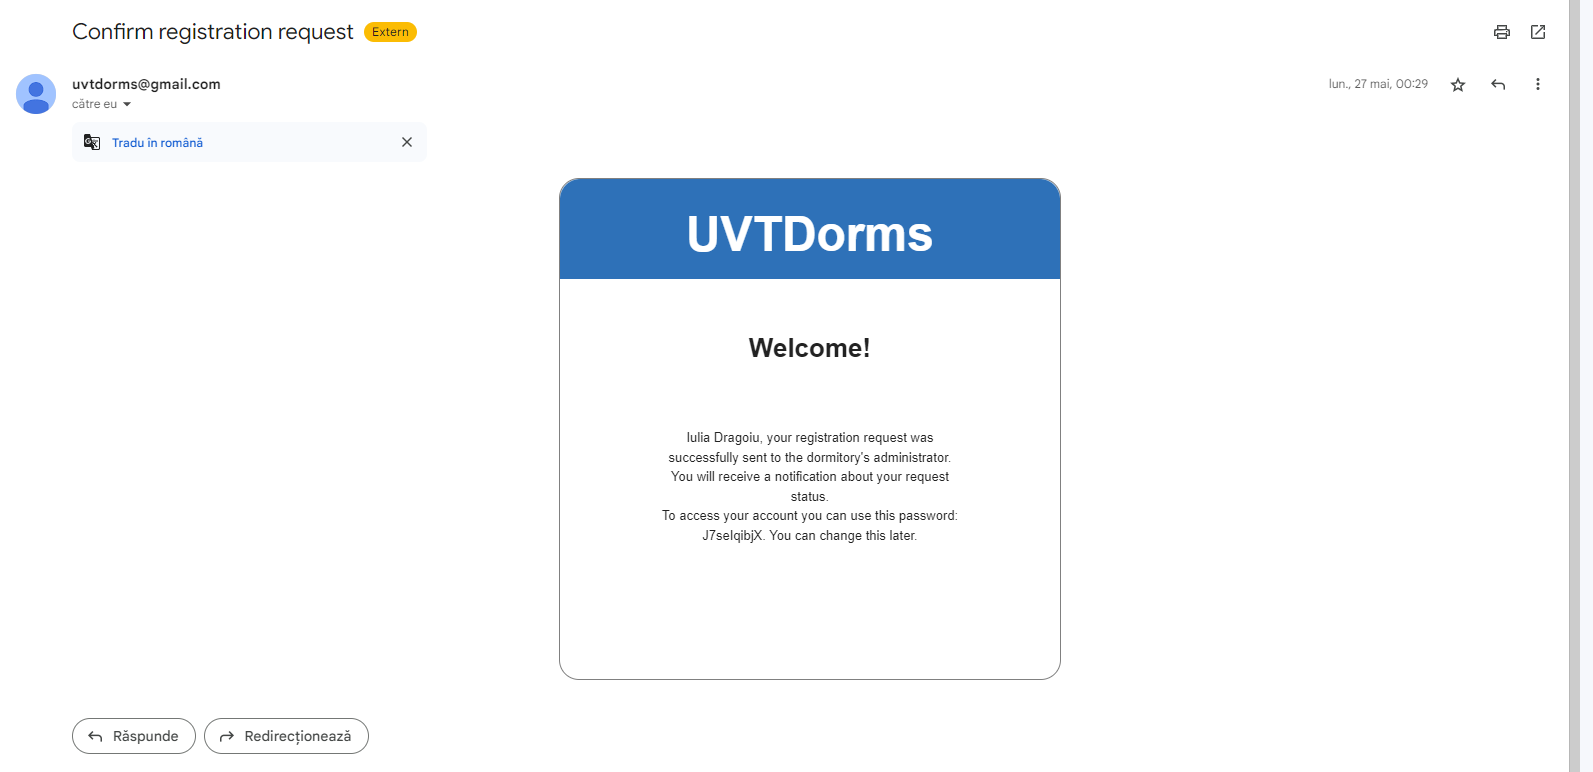 Confirm registration request Extern
uvtdorms@gmail.com
lun., 27 mai, 00:29
către eu
Tradu în română
UVTDorms
Welcome!
Iulia Dragoiu, your registration request was
successfully sent to the dormitory's administrator.
You will receive a notification about your request
status.
To access your account you can use this password:
J7seIqibjX. You can change this later.
Răspunde
Redirecționează